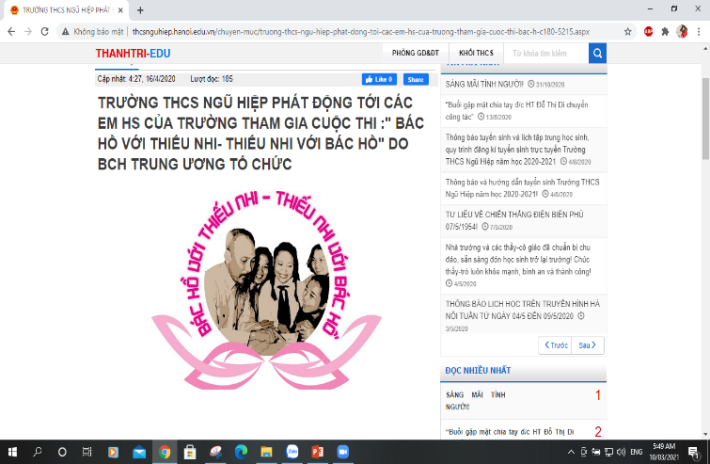 TRƯỜNG THCS NGŨ HIỆP PHÁT
Không bảo mật | thcsnguhiep.hanoi.edu.vn/chuyen-muc/truong-thcs-ngu-hiep-phat-dong-toi-cac-em-hs-cua-truong-tham-gia-cuoc-thi-bac-h-c180-5215.aspx
THANHTRI-EDU
PHÒNG GD&ĐT
KHỐI THCS
Từ khóa tìm kiếm
Cập nhật: 4:27, 16/4/2020
Lượt đọc: 185
Like 0
Share
TRƯỜNG THCS NGŨ HIỆP PHÁT ĐỘNG TỚI CÁC
EM HS CỦA TRƯỜNG THAM GIA CUỘC THI :" BÁC
HỒ VỚI THIẾU NHI- THIẾU NHI VỚI BÁC HỒ" DO
BCH TRUNG ƯƠNG TỔ CHỨC
BÁC HỒ VỚI THIẾU NHI - THIẾU NHI VỚI BÁC HỒ
SÁNG MÃI TÌNH NGƯỜI! 31/10/2020
"Buổi gặp mặt chia tay đ/c HT Đỗ Thị Di chuyển
công tác" 13/8/2020
Thông báo tuyển sinh và lịch tập trung học sinh,
quy trình đăng kí tuyển sinh trực tuyến Trường
THCS Ngũ Hiệp năm học 2020-2021 4/8/2020
Thông báo và hướng dẫn tuyển sinh Trường THCS
Ngũ Hiệp năm học 2020-2021!
TƯ LIỆU VỀ CHIẾN THẮNG ĐIỆN BIÊN PHỦ
07/5/1954! 7/5/2020
Nhà trường và các thầy-cô giáo đã chuẩn bị chu
đáo, sẵn sàng đón học sinh trở lại trường! Chúc
thầy-trò luôn khỏe mạnh, bình an và thành công!
4/5/2020
THÔNG BÁO LỊCH HỌC TRÊN TRUYỀN HÌNH HÀ
NỘI TUẦN TỪ NGÀY 04/5 ĐẾN 09/5/2020
3/5/2020
Trước
Sau
ĐỌC NHIỀU NHẤT
SÁNG MÃI TÌNH
NGƯỜI!
1
"Buổi gặp mặt chia tay đ/c HT Đỗ Thị Di
2
ENG
9:49 AM
10/03/2021